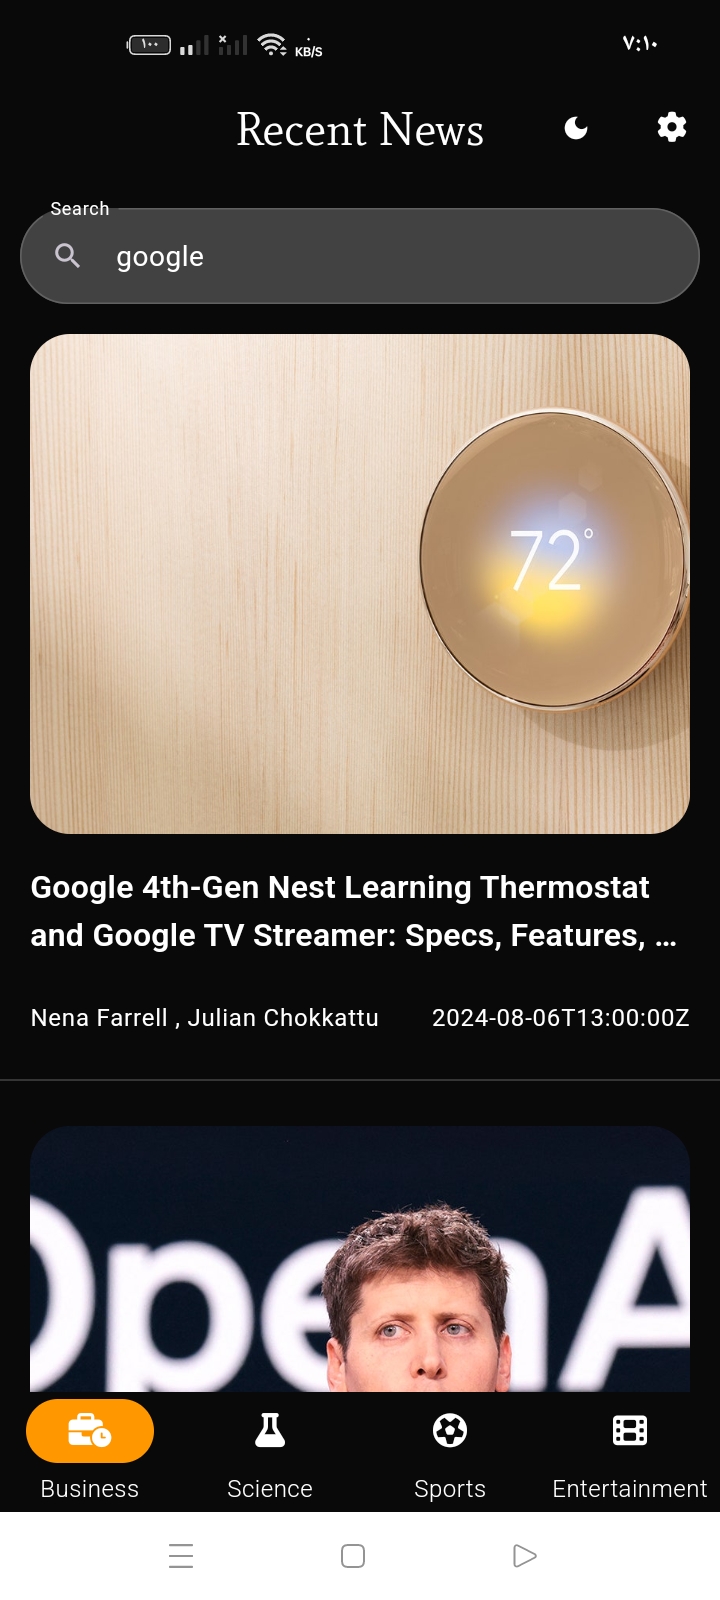 ١٠٠
KB/S
٧:١٠
Recent News
Search
google
72°
Google 4th-Gen Nest Learning Thermostat
and Google TV Streamer: Specs, Features, ...
Nena Farrell , Julian Chokkattu
2024-08-06T13:00:00Z
OpenA
Business
Science
Sports
Entertainment